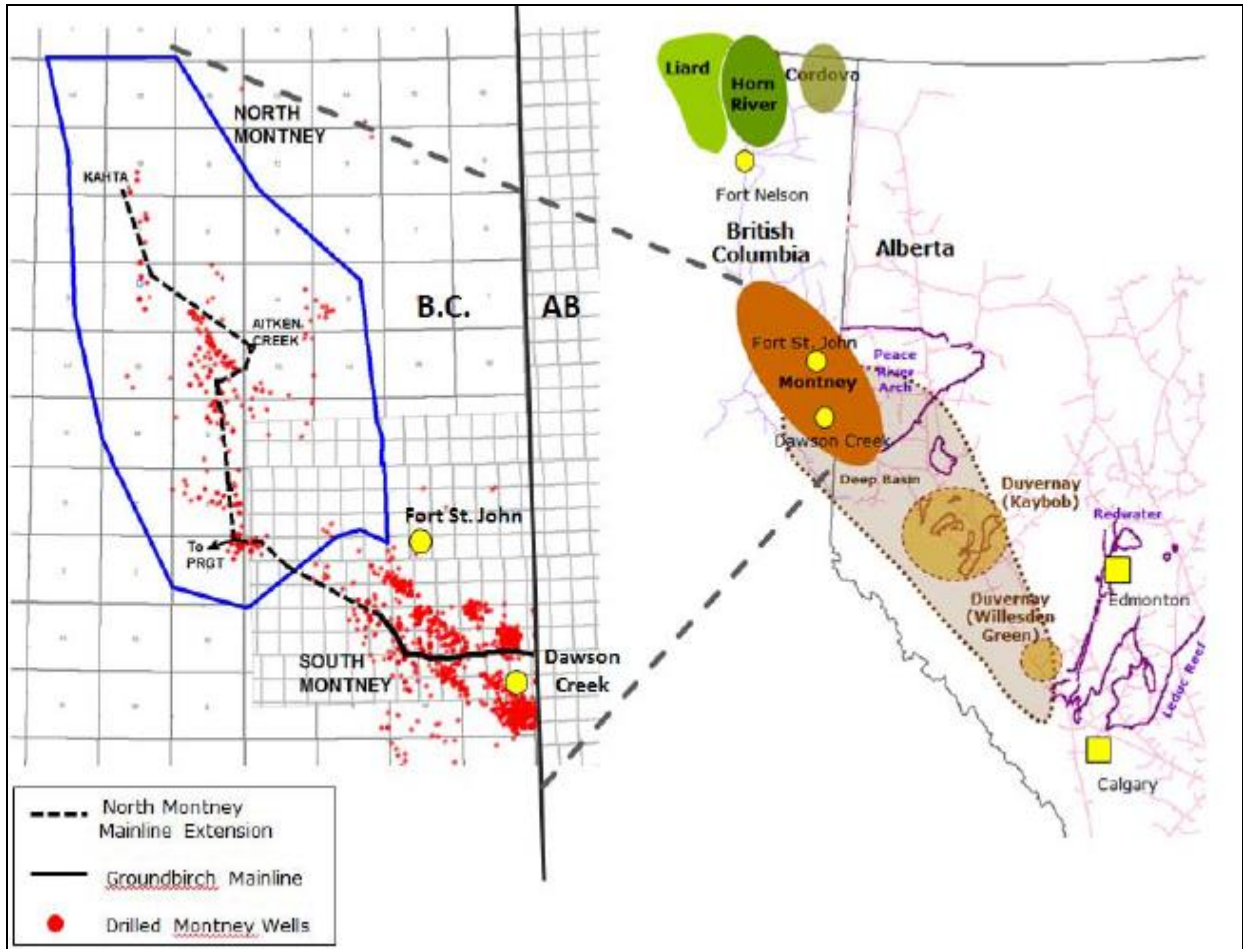 NORTH
MONTNEY
KAHTA
AITKEN
CREEK
B.C.
AB
To
PRGT
Fort St. John
SOUTH
MONTNEY
Dawson
Creek
North Montney
Mainline Extension
Groundbirch Mainline
Drilled Montney Wells
Liard
Horn
River
Cordova
Fort Nelson
British
Columbia
Alberta
Fort St. John
Montney
Peace
River
Arch
Dawson Creek
Deep Basin
Duvernay
(Kaybob)
Redwater
Edmonton
Duvernay
(Willesden
Green)
Leduc Reef
Calgary